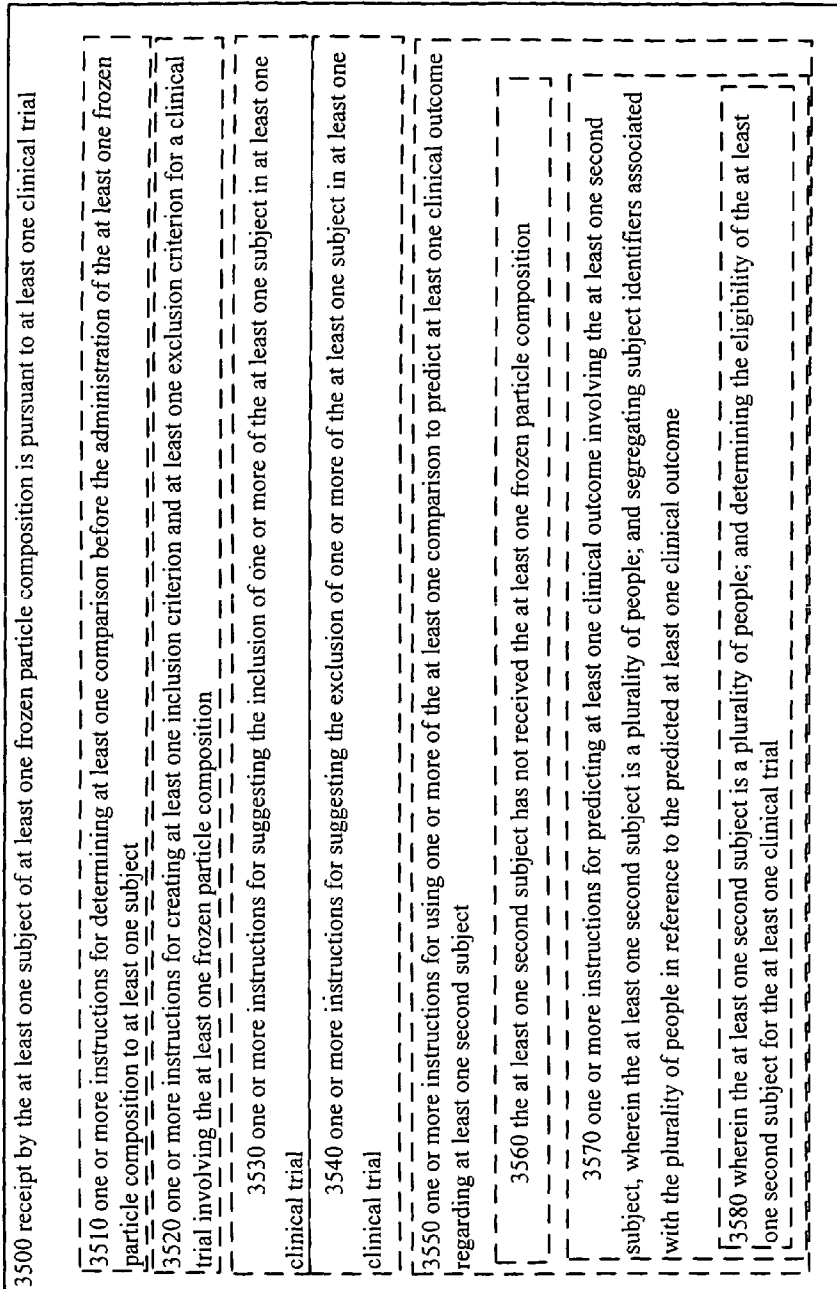 3500 receipt by the at least one subject of at least one frozen particle composition is pursuant to at least one clinical trial
3510 one or more instructions for determining at least one comparison before the administration of the at least one frozen
particle composition to at least one subject
3520 one or more instructions for creating at least one inclusion criterion and at least one exclusion criterion for a clinical
trial involving the at least one frozen particle composition
3530 one or more instructions for suggesting the inclusion of one or more of the at least one subject in at least one
clinical trial
3540 one or more instructions for suggesting the exclusion of one or more of the at least one subject in at least one
clinical trial
3550 one or more instructions for using one or more of the at least one comparison to predict at least one clinical outcome
regarding at least one second subject
3560 the at least one second subject has not received the at least one frozen particle composition
3570 one or more instructions for predicting at least one clinical outcome involving the at least one second
subject, wherein the at least one second subject is a plurality of people; and segregating subject identifiers associated
with the plurality of people in reference to the predicted at least one clinical outcome
3580 wherein the at least one second subject is a plurality of people; and determining the eligibility of the at least
one second subject for the at least one clinical trial